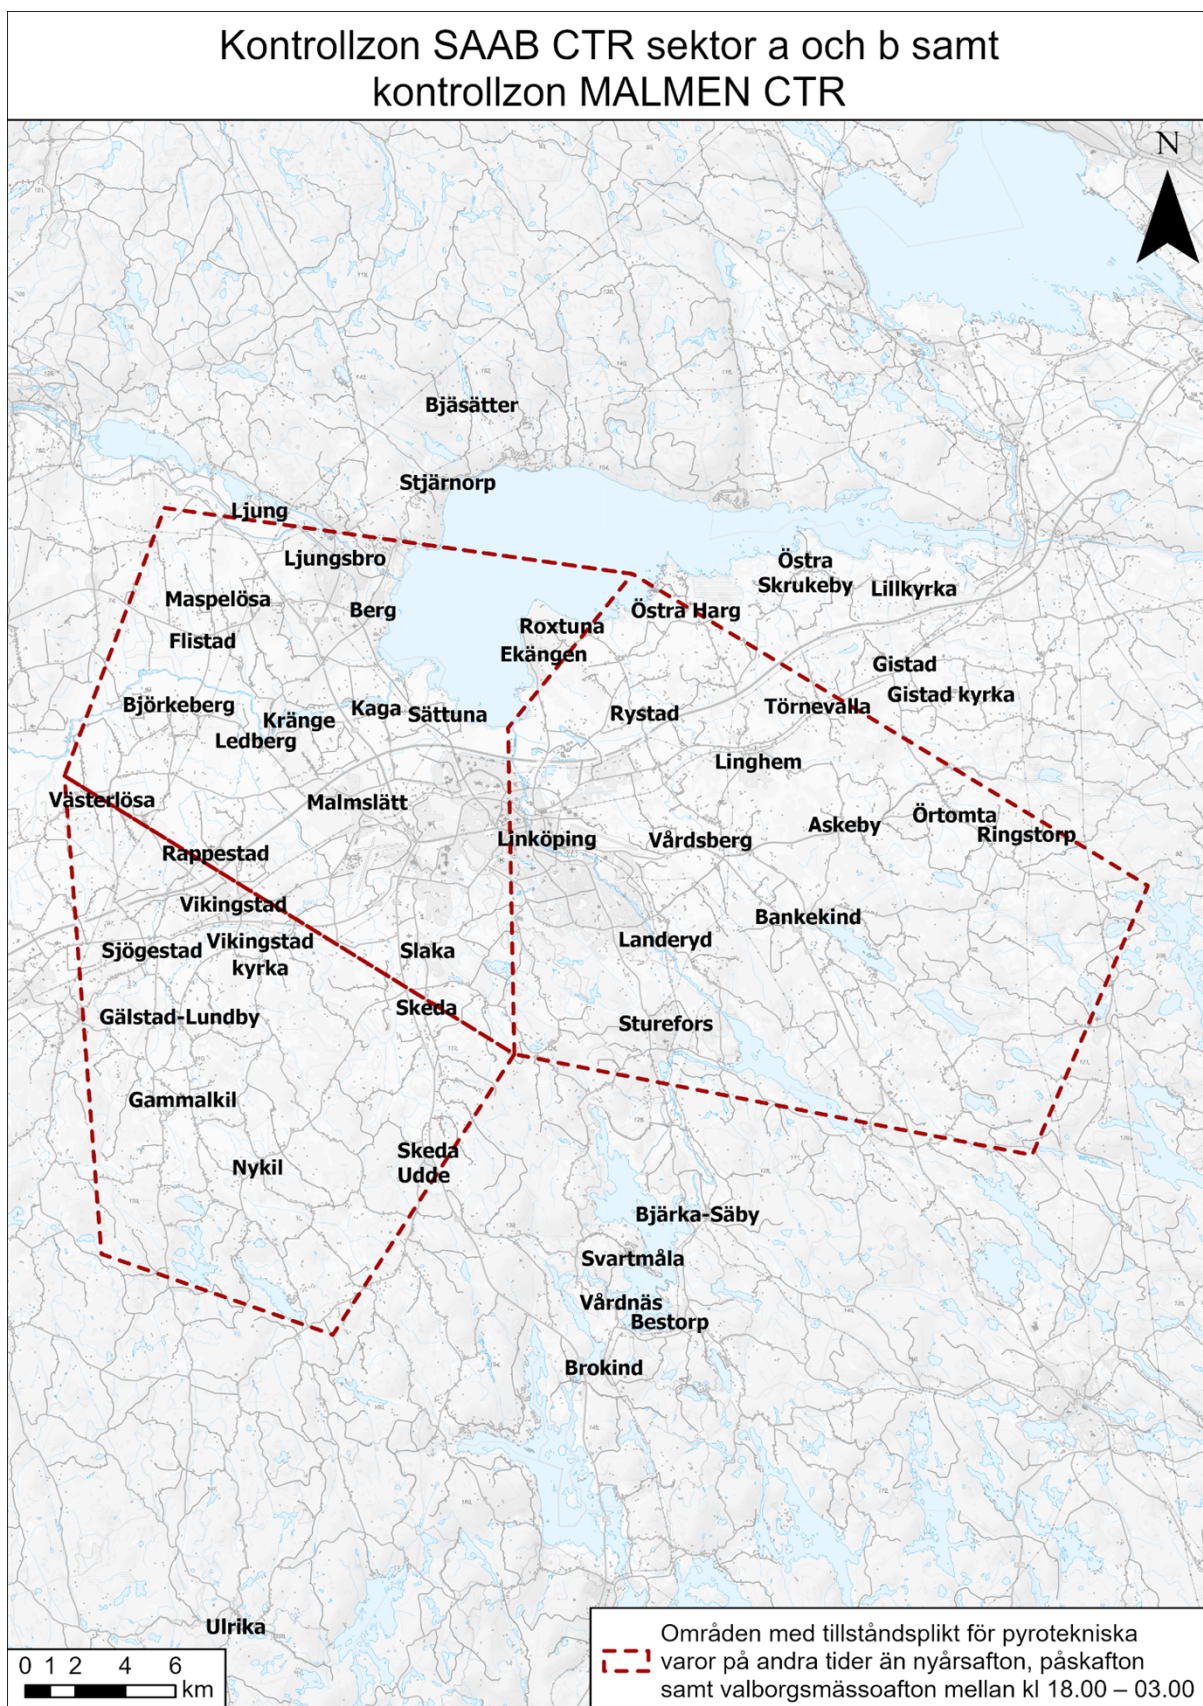 Kontrollzon SAAB CTR sektor a och b samt
kontrollzon MALMEN CTR
N
Bjäsätter
Stjärnorp
Ljung
Ljungsbro
Östra
Skrukeby
Lillkyrka
Maspelösa
Berg
Östra Harg
Roxtuna
Flistad
Ekängen
Gistad
Gistad kyrka
Björkeberg
Kränge
Kaga
Sättuna
Rystad
Törnevalla
Ledberg
Linghem
Västerlösa
Malmslätt
Linköping
Vårdsberg
Askeby
Örtomta
Ringstorp
Rappestad
Vikingstad
Bankekind
Sjögestad
Vikingstad
kyrka
Slaka
Landeryd
Gälstad-Lundby
Skeda
Sturefors
Gammalkil
Nykil
Skeda
Udde
Bjärka-Säby
Svartmåla
Vårdnäs
Bestorp
Brokind
Ulrika
0 1 2 4 6
km
Områden med tillståndsplikt för pyrotekniska
varor på andra tider än nyårsafton, påskafton
samt valborgsmässoafton mellan kl 18.00 – 03.00